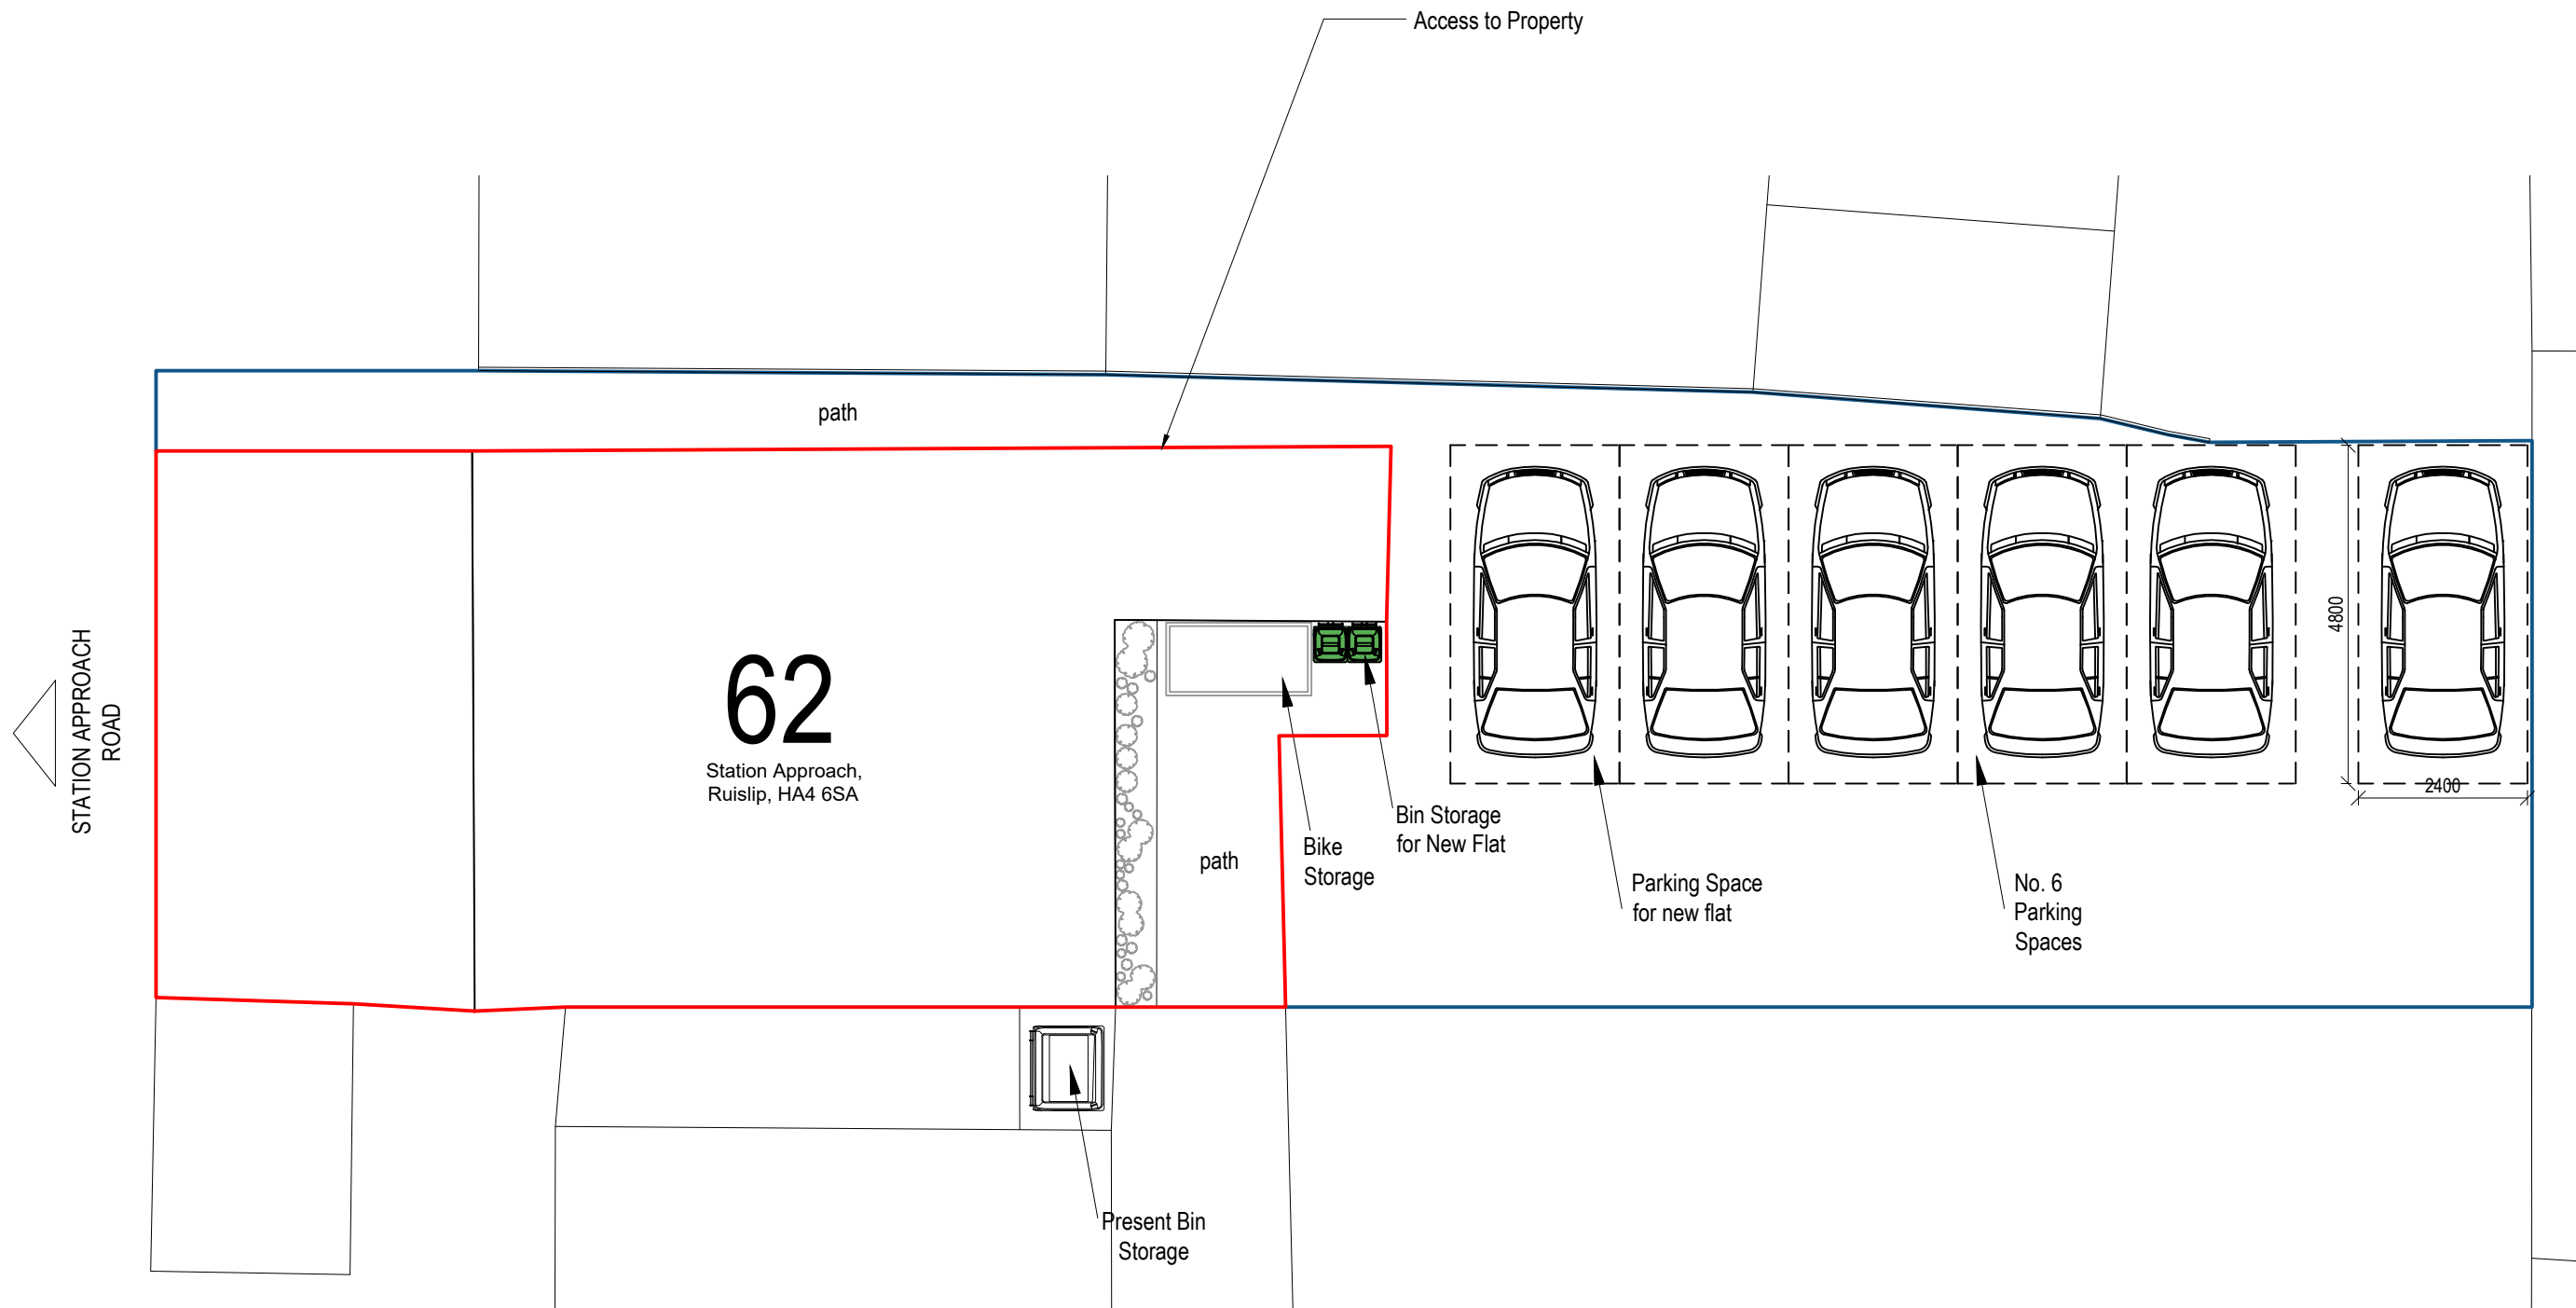 Access to Property
path
STATION APPROACH
ROAD
62
Station Approach,
Ruislip, HA4 6SA
path
Bike
Storage
Bin Storage
for New Flat
Parking Space
for new flat
No. 6
Parking
Spaces
4800
2400
Present Bin
Storage